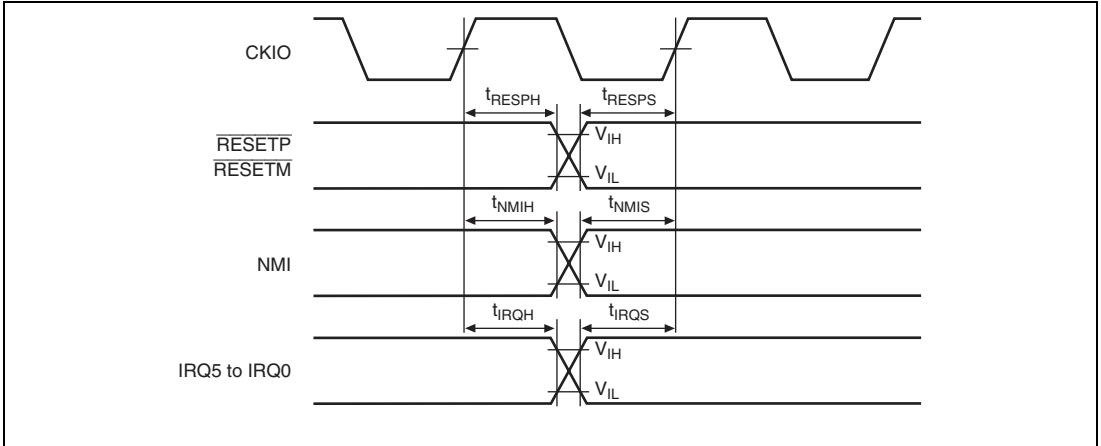 CKIO
tRESPH tRESPS
RESETP
RESETM
VIH
VIL
tNMIH tNMIS
NMI
VIH
VIL
tIRQH tIRQS
IRQ5 to IRQ0
VIH
VIL